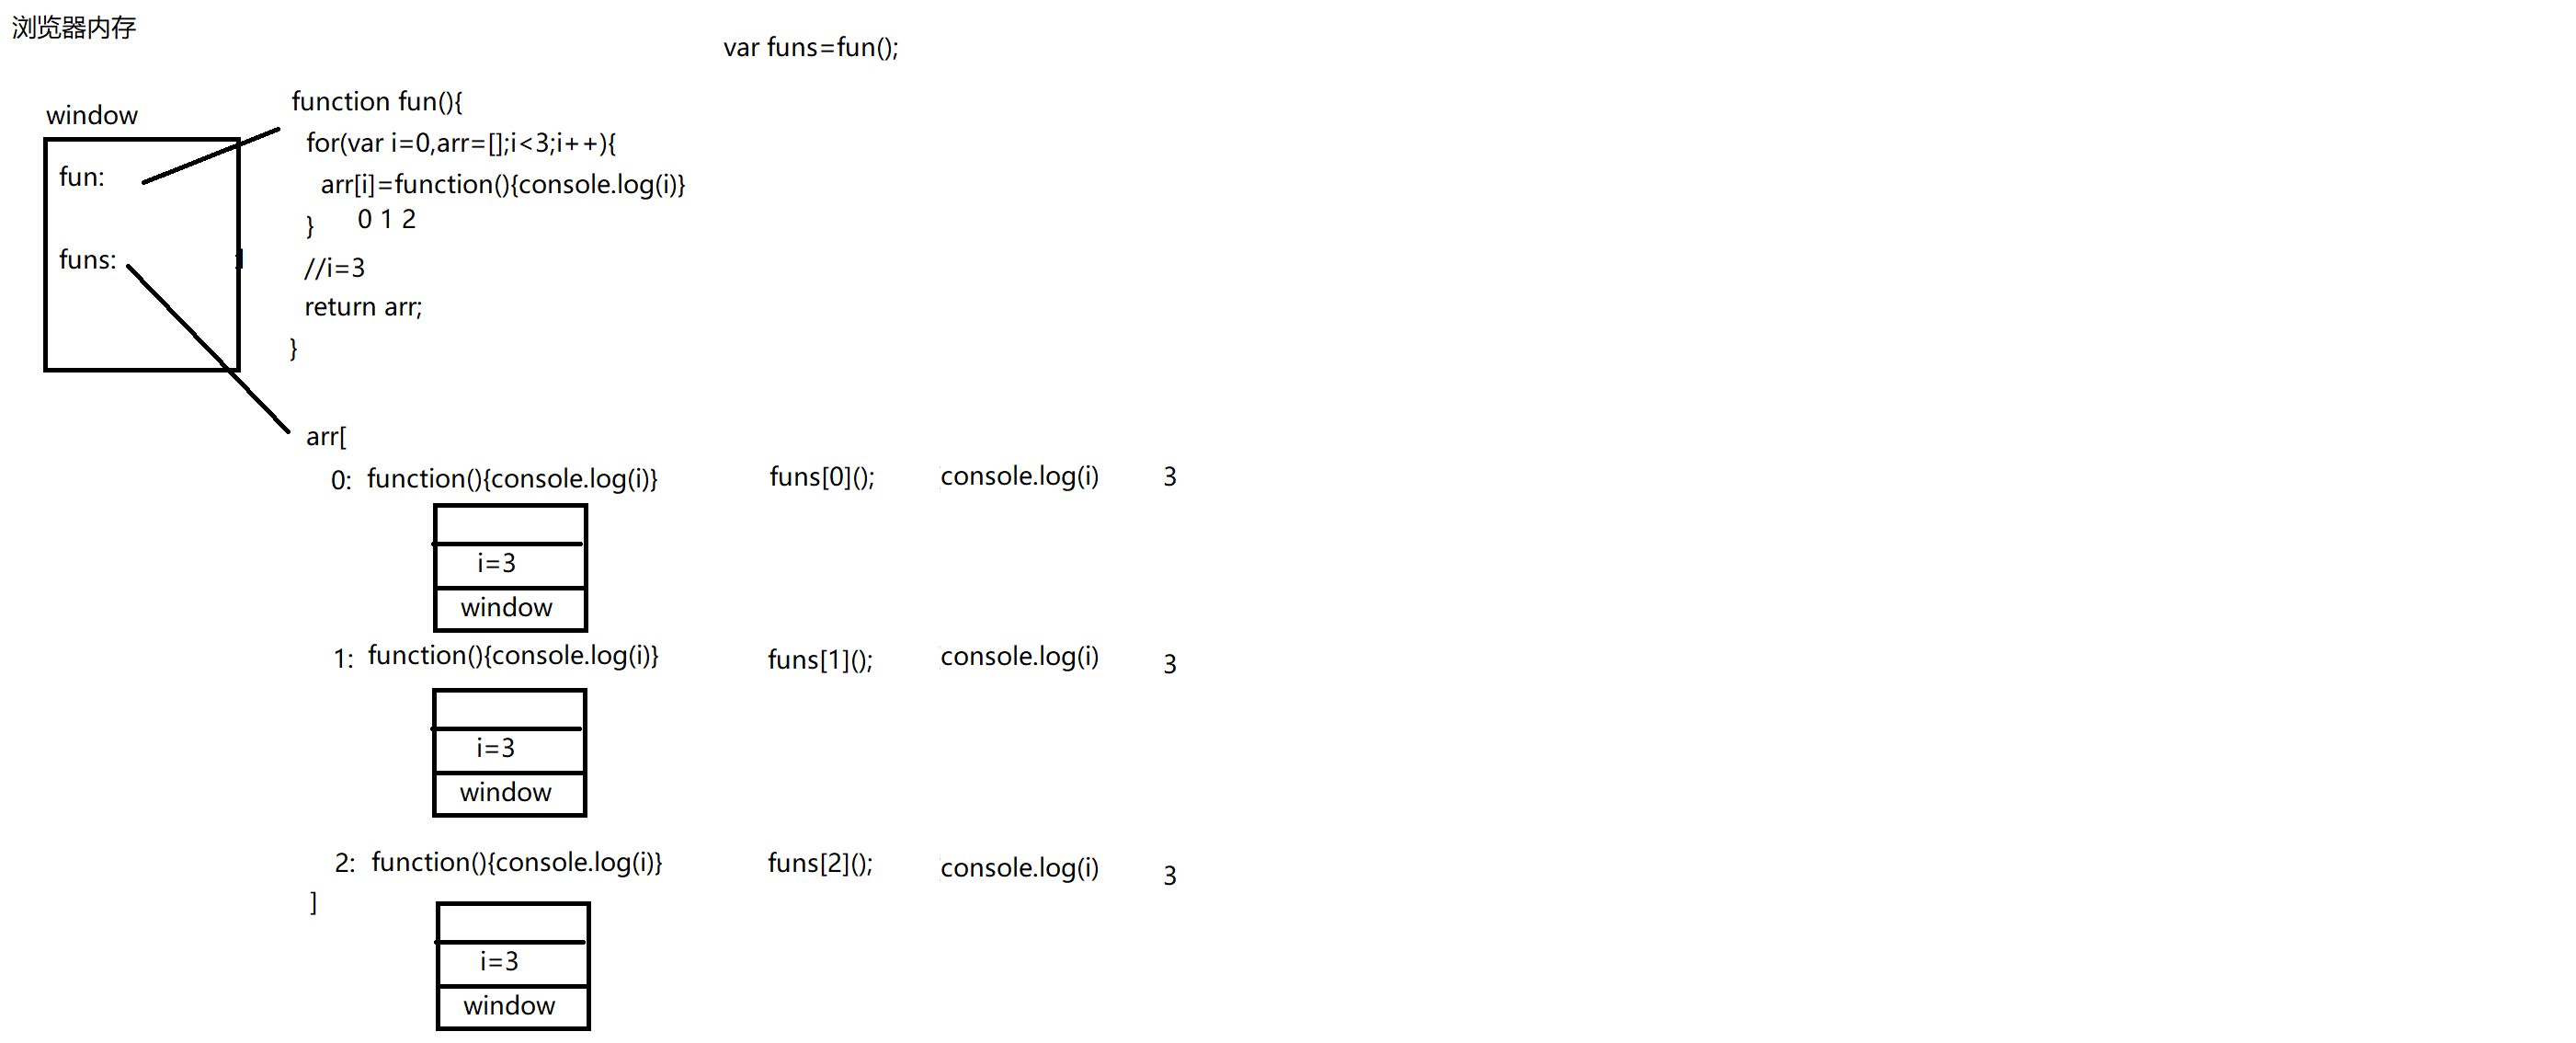 浏览器内存
var funs=fun();
window
fun:
funs:
function fun(){
for(var i=0,arr=[];i<3;i++){
arr[i]=function(){console.log(i)}
} 0 1 2
//i=3
return arr;
}
arr[
0: function(){console.log(i)} funs[0](); console.log(i) 3
i=3
window
1: function(){console.log(i)} funs[1](); console.log(i) 3
i=3
window
2: function(){console.log(i)} funs[2](); console.log(i) 3
]
i=3
window